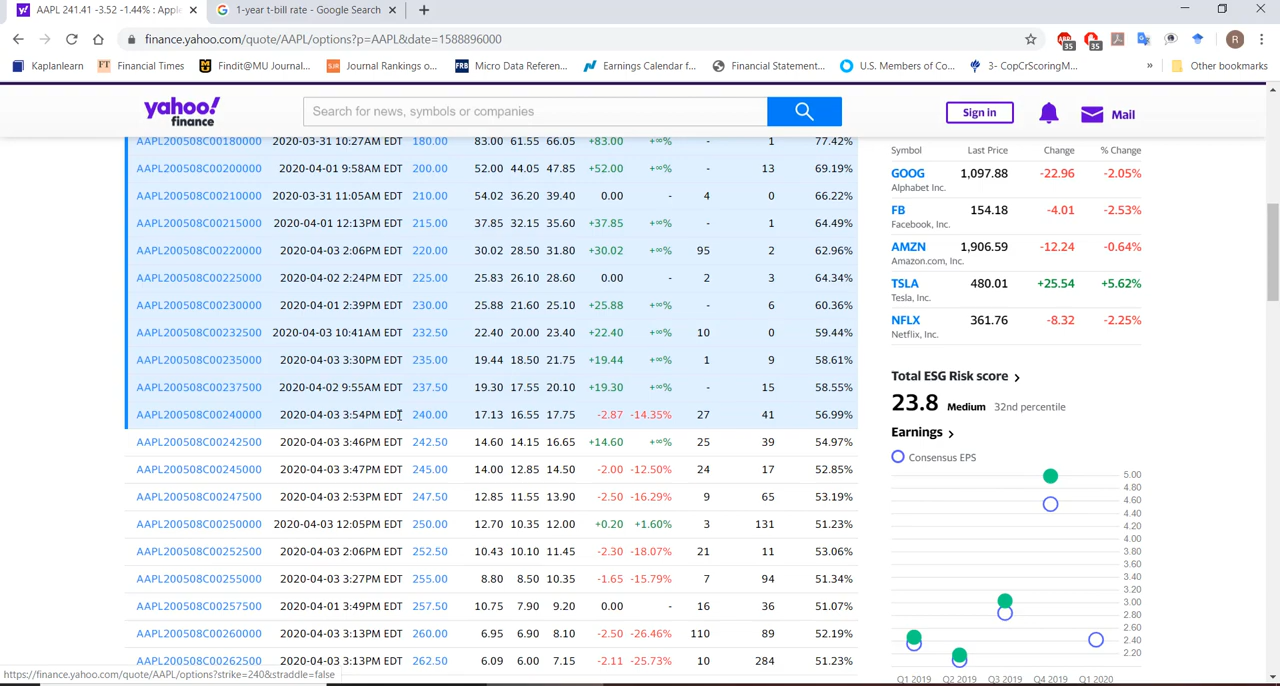 AAPL 241.41 -3.52 -1.44% : Apple
1-year t-bill rate - Google Search
finance.yahoo.com/quote/AAPL/options?p=AAPL&date=1588896000
35
35
R
Kaplanlearn
Financial Times
Findit@MU Journal...
Journal Rankings o...
Micro Data Referen...
Earnings Calendar f...
Financial Statement...
U.S. Members of Co...
3- CopCrScoringM...
»
Other bookmarks
yahoo!
finance
Search for news, symbols or companies
Sign in
Mail
AAPL200508C00180000 2020-03-31 10:27AM EDT 180.00 83.00 61.55 66.05 +83.00 +∞% - 1 77.42%
AAPL200508C00200000 2020-04-01 9:58AM EDT 200.00 52.00 44.05 47.85 +52.00 +∞% - 13 69.19%
AAPL200508C00210000 2020-03-31 11:05AM EDT 210.00 54.02 36.20 39.40 0.00 - 4 0 66.22%
AAPL200508C00215000 2020-04-01 12:13PM EDT 215.00 37.85 32.15 35.60 +37.85 +∞% - 1 64.49%
AAPL200508C00220000 2020-04-03 2:06PM EDT 220.00 30.02 28.50 31.30 +30.02 +∞% 95 2 62.96%
AAPL200508C00225000 2020-04-02 2:24PM EDT 225.00 25.83 26.10 28.60 0.00 - 2 3 64.34%
AAPL200508C00230000 2020-04-01 2:39PM EDT 230.00 25.88 21.60 25.10 +25.88 +∞% - 6 60.36%
AAPL200508C00232500 2020-04-03 10:41AM EDT 232.50 22.40 20.00 23.40 +22.40 +∞% 10 0 59.44%
AAPL200508C00235000 2020-04-03 3:30PM EDT 235.00 19.44 18.50 21.75 +19.44 +∞% 1 9 58.61%
AAPL200508C00237500 2020-04-02 9:55AM EDT 237.50 19.30 17.55 20.10 +19.30 +∞% - 15 58.55%
AAPL200508C00240000 2020-04-03 3:54PM EDT 240.00 17.13 16.55 17.75 -2.87 -14.35% 27 41 56.99%
AAPL200508C00242500 2020-04-03 3:46PM EDT 242.50 14.60 14.15 16.65 +14.60 +∞% 25 39 54.97%
AAPL200508C00245000 2020-04-03 3:47PM EDT 245.00 14.00 12.85 14.50 -2.00 -12.50% 24 17 52.85%
AAPL200508C00247500 2020-04-03 2:53PM EDT 247.50 12.85 11.55 13.90 -2.50 -16.29% 9 65 53.19%
AAPL200508C00250000 2020-04-03 12:05PM EDT 250.00 12.70 10.35 12.00 +0.20 +1.60% 3 131 51.23%
AAPL200508C00252500 2020-04-03 2:06PM EDT 252.50 10.43 10.10 11.45 -2.30 -18.07% 21 11 53.06%
AAPL200508C00255000 2020-04-03 3:27PM EDT 255.00 8.80 8.50 10.35 -1.65 -15.79% 7 94 51.34%
AAPL200508C00257500 2020-04-01 3:49PM EDT 257.50 10.75 7.90 9.20 0.00 - 16 36 51.07%
AAPL200508C00260000 2020-04-03 3:13PM EDT 260.00 6.95 6.90 8.10 -2.50 -26.46% 110 89 52.19%
AAPL200508C00262500 2020-04-03 3:13PM EDT 262.50 6.09 6.00 7.15 -2.11 -25.73% 10 284 51.23%
https://finance.yahoo.com/quote/AAPL/options?strike=240&straddle=false
Symbol Last Price Change % Change
GOOG 1,097.88 -22.96 -2.05%
Alphabet Inc.
FB 154.18 -4.01 -2.53%
Facebook, Inc.
AMZN 1,906.59 -12.24 -0.64%
Amazon.com, Inc.
TSLA 480.01 +25.54 +5.62%
Tesla, Inc.
NFLX 361.76 -8.32 -2.25%
Netflix, Inc.
Total ESG Risk score
23.8 Medium 32nd percentile
Earnings
Consensus EPS
5.00
4.80
4.60
4.40
4.20
4.00
3.80
3.60
3.40
3.20
3.00
2.80
2.60
2.40
2.20
Q1 2019 Q2 2019 Q3 2019 Q4 2019 Q1 2020